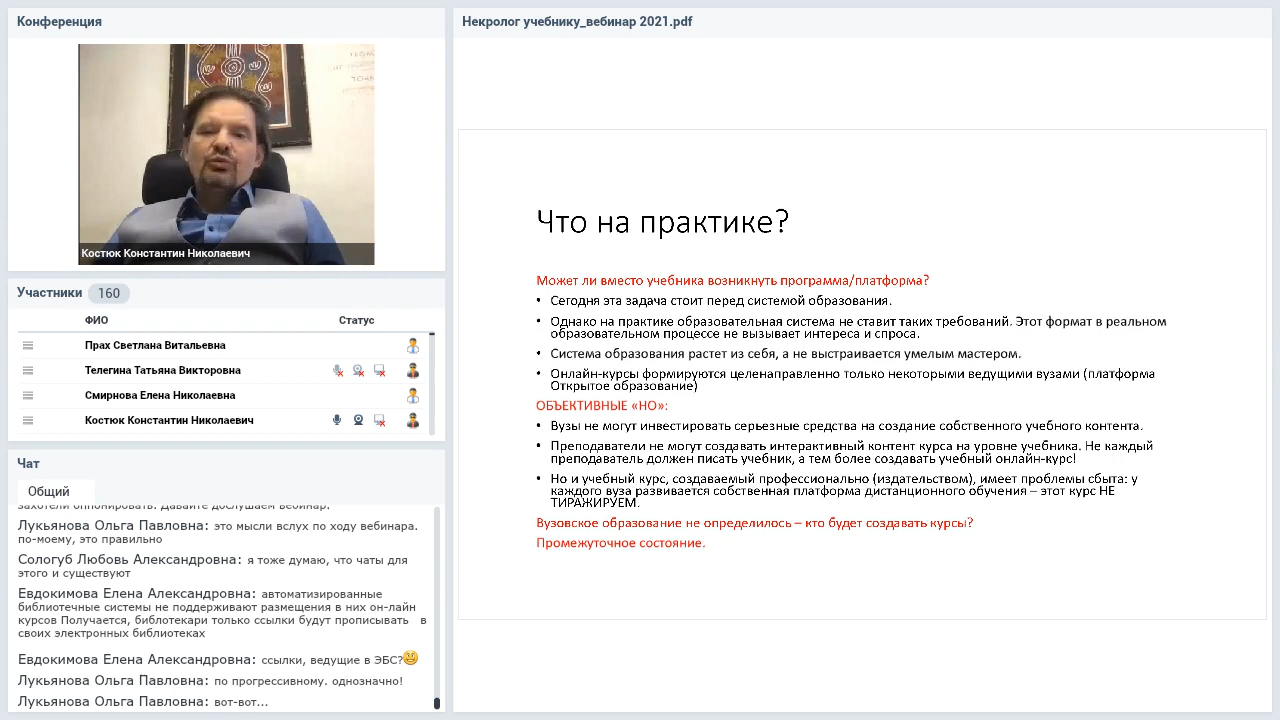 Конференция
Костюк Константин Николаевич
Участники 160
ФИО Статус
Прах Светлана Витальевна
Телегина Татьяна Викторовна
Смирнова Елена Николаевна
Костюк Константин Николаевич
Чат
Общий
захотели оппонировать. Давайте дослушаем вебинар.
Лукьянова Ольга Павловна: это мысли вслух по ходу вебинара.
по-моему, это правильно
Сологуб Любовь Александровна: я тоже думаю, что чаты для
этого и существуют
Евдокимова Елена Александровна: автоматизированные
библиотечные системы не поддерживают размещения в них он-лайн
курсов Получается, библотекари только ссылки будут прописывать в
своих электронных библиотеках
Евдокимова Елена Александровна: ссылки, ведущие в ЭБС?
Лукьянова Ольга Павловна: по прогрессивному. однозначно!
Лукьянова Ольга Павловна: вот-вот...
Некролог учебнику_вебинар 2021.pdf
Что на практике?
Может ли вместо учебника возникнуть программа/платформа?
• Сегодня эта задача стоит перед системой образования.
• Однако на практике образовательная система не ставит таких требований. Этот формат в реальном
образовательном процессе не вызывает интереса и спроса.
• Система образования растет из себя, а не выстраивается умелым мастером.
• Онлайн-курсы формируются целенаправленно только некоторыми ведущими вузами (платформа
Открытое образование)
ОБЪЕКТИВНЫЕ «НО»:
• Вузы не могут инвестировать серьезные средства на создание собственного учебного контента.
• Преподаватели не могут создавать интерактивный контент курса на уровне учебника. Не каждый
преподаватель должен писать учебник, а тем более создавать учебный онлайн-курс!
• Но и учебный курс, создаваемый профессионально (издательством), имеет проблемы сбыта: у
каждого вуза развивается собственная платформа дистанционного обучения – этот курс НЕ
ТИРАЖИРУЕМ.
Вузовское образование не определилось – кто будет создавать курсы?
Промежуточное состояние.